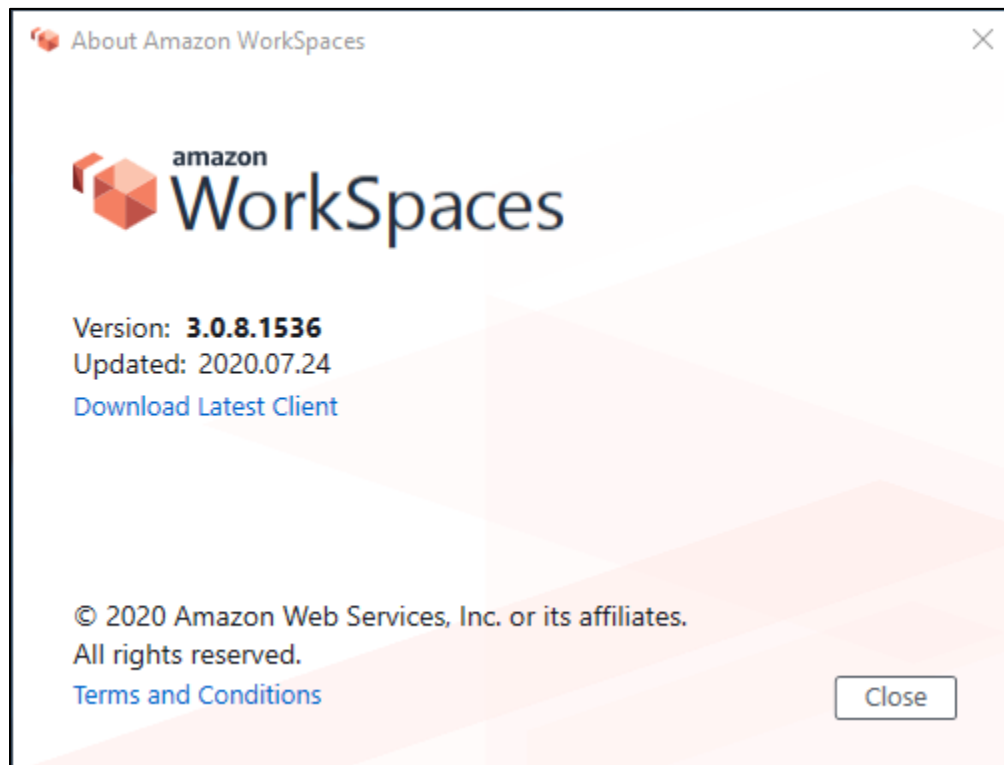 About Amazon WorkSpaces
amazon
WorkSpaces
Version: 3.0.8.1536
Updated: 2020.07.24
Download Latest Client
© 2020 Amazon Web Services, Inc. or its affiliates.
All rights reserved.
Terms and Conditions
Close